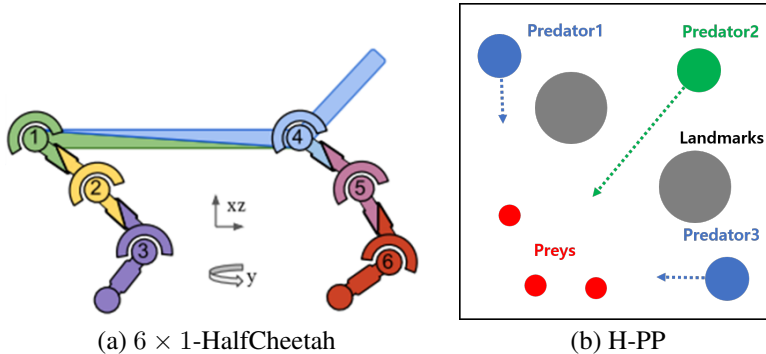 1
2
3
4
5
6
xz
y
(a) 6 × 1-HalfCheetah
Predator1
Predator2
Landmarks
Predator3
Preys
(b) H-PP